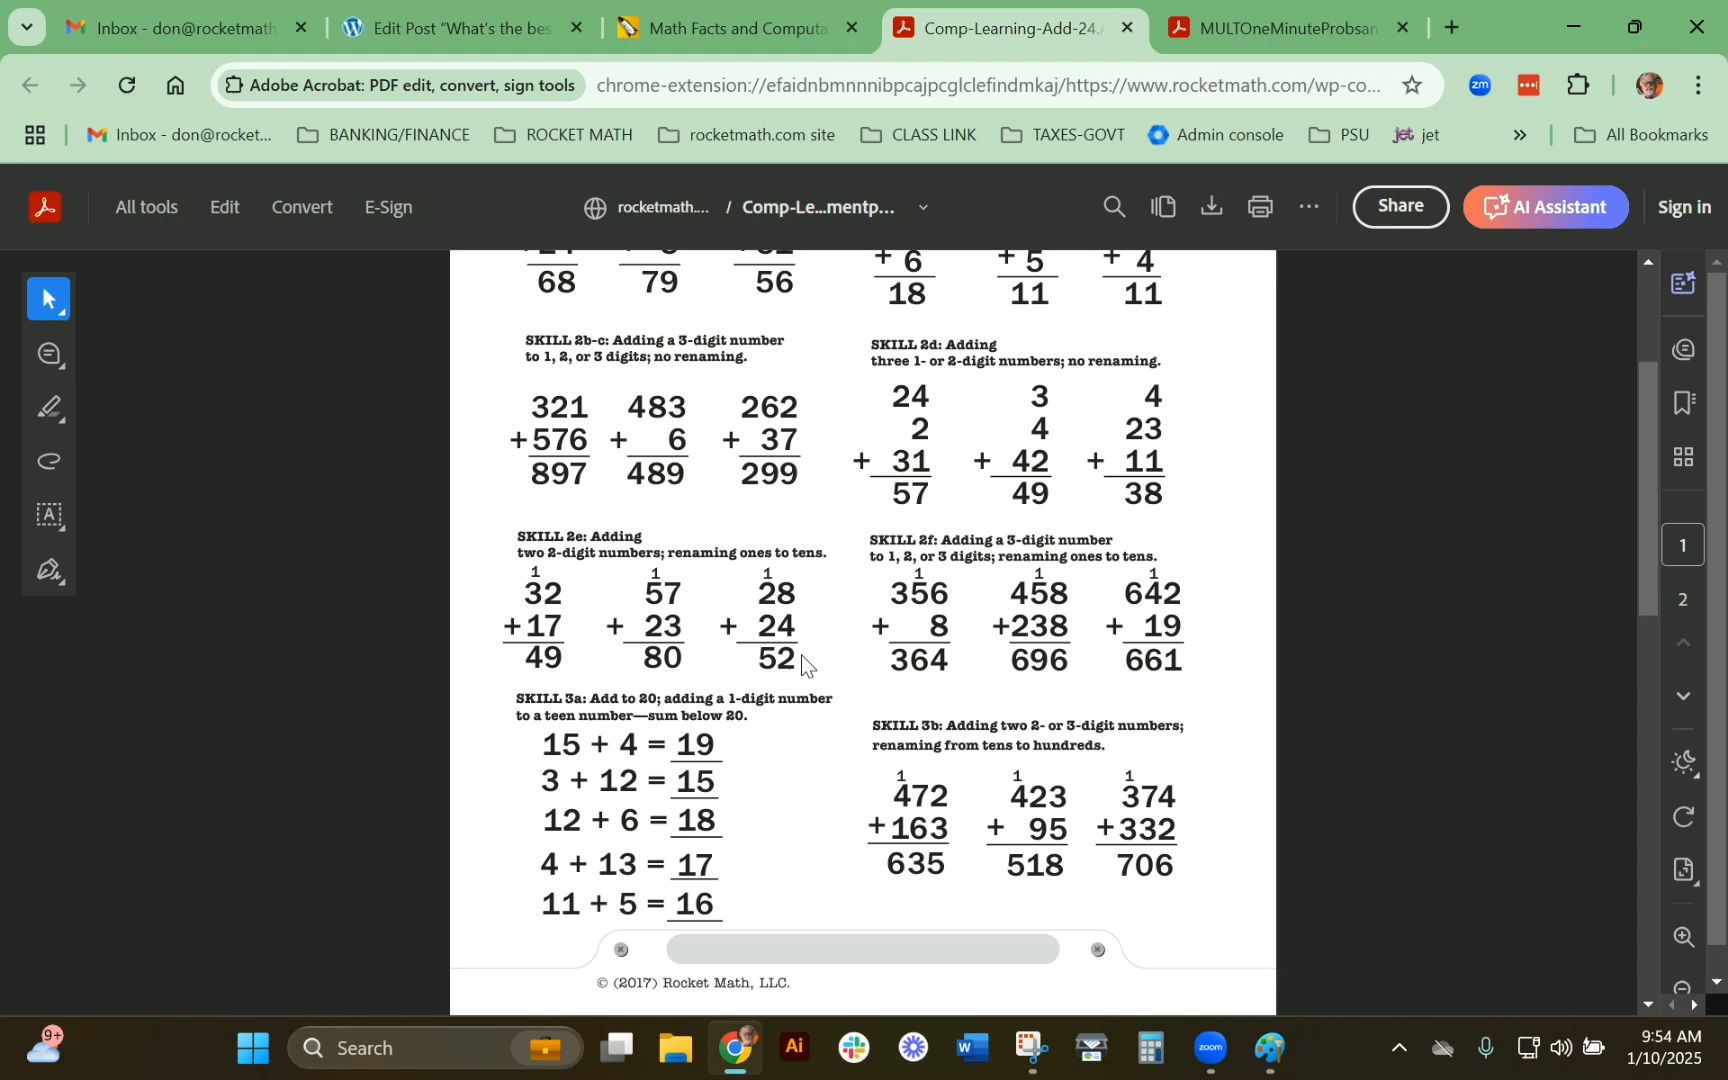 Inbox - don@rocketmath
Edit Post “What’s the bes
Math Facts and Computa
Comp-Learning-Add-24.
MULTOneMinuteProbsan
Adobe Acrobat: PDF edit, convert, sign tools
chrome-extension://efaidnbmnnnibpcajpcglclefindmkaj/https://www.rocketmath.com/wp-co...
zm
Inbox - don@rocket...
BANKING/FINANCE
ROCKET MATH
rocketmath.com site
CLASS LINK
TAXES-GOVT
Admin console
PSU
jet jet
»
All Bookmarks
All tools
Edit
Convert
E-Sign
rocketmath.... / Comp-Le...mentp...
Share
AI Assistant
Sign in
68 79 56
+ 6 + 5 + 4
18 11 11
SKILL 2b-c: Adding a 3-digit number
to 1, 2, or 3 digits; no renaming.
321 483 262
+576 + 6 + 37
897 489 299
SKILL 2d: Adding
three 1- or 2-digit numbers; no renaming.
24 3 4
2 4 23
+ 31 + 42 + 11
57 49 38
SKILL 2e: Adding
two 2-digit numbers; renaming ones to tens.
1 1 1
32 57 28
+17 + 23 + 24
49 80 52
SKILL 2f: Adding a 3-digit number
to 1, 2, or 3 digits; renaming ones to tens.
1 1 1
356 458 642
+ 8 +238 + 19
364 696 661
SKILL 3a: Add to 20; adding a 1-digit number
to a teen number—sum below 20.
15 + 4 = 19
3 + 12 = 15
12 + 6 = 18
4 + 13 = 17
11 + 5 = 16
SKILL 3b: Adding two 2- or 3-digit numbers;
renaming from tens to hundreds.
1 1 1
472 423 374
+163 + 95 +332
635 518 706
© (2017) Rocket Math, LLC.
1
2
9+
Search
Ai
W
zoom
9:54 AM
1/10/2025